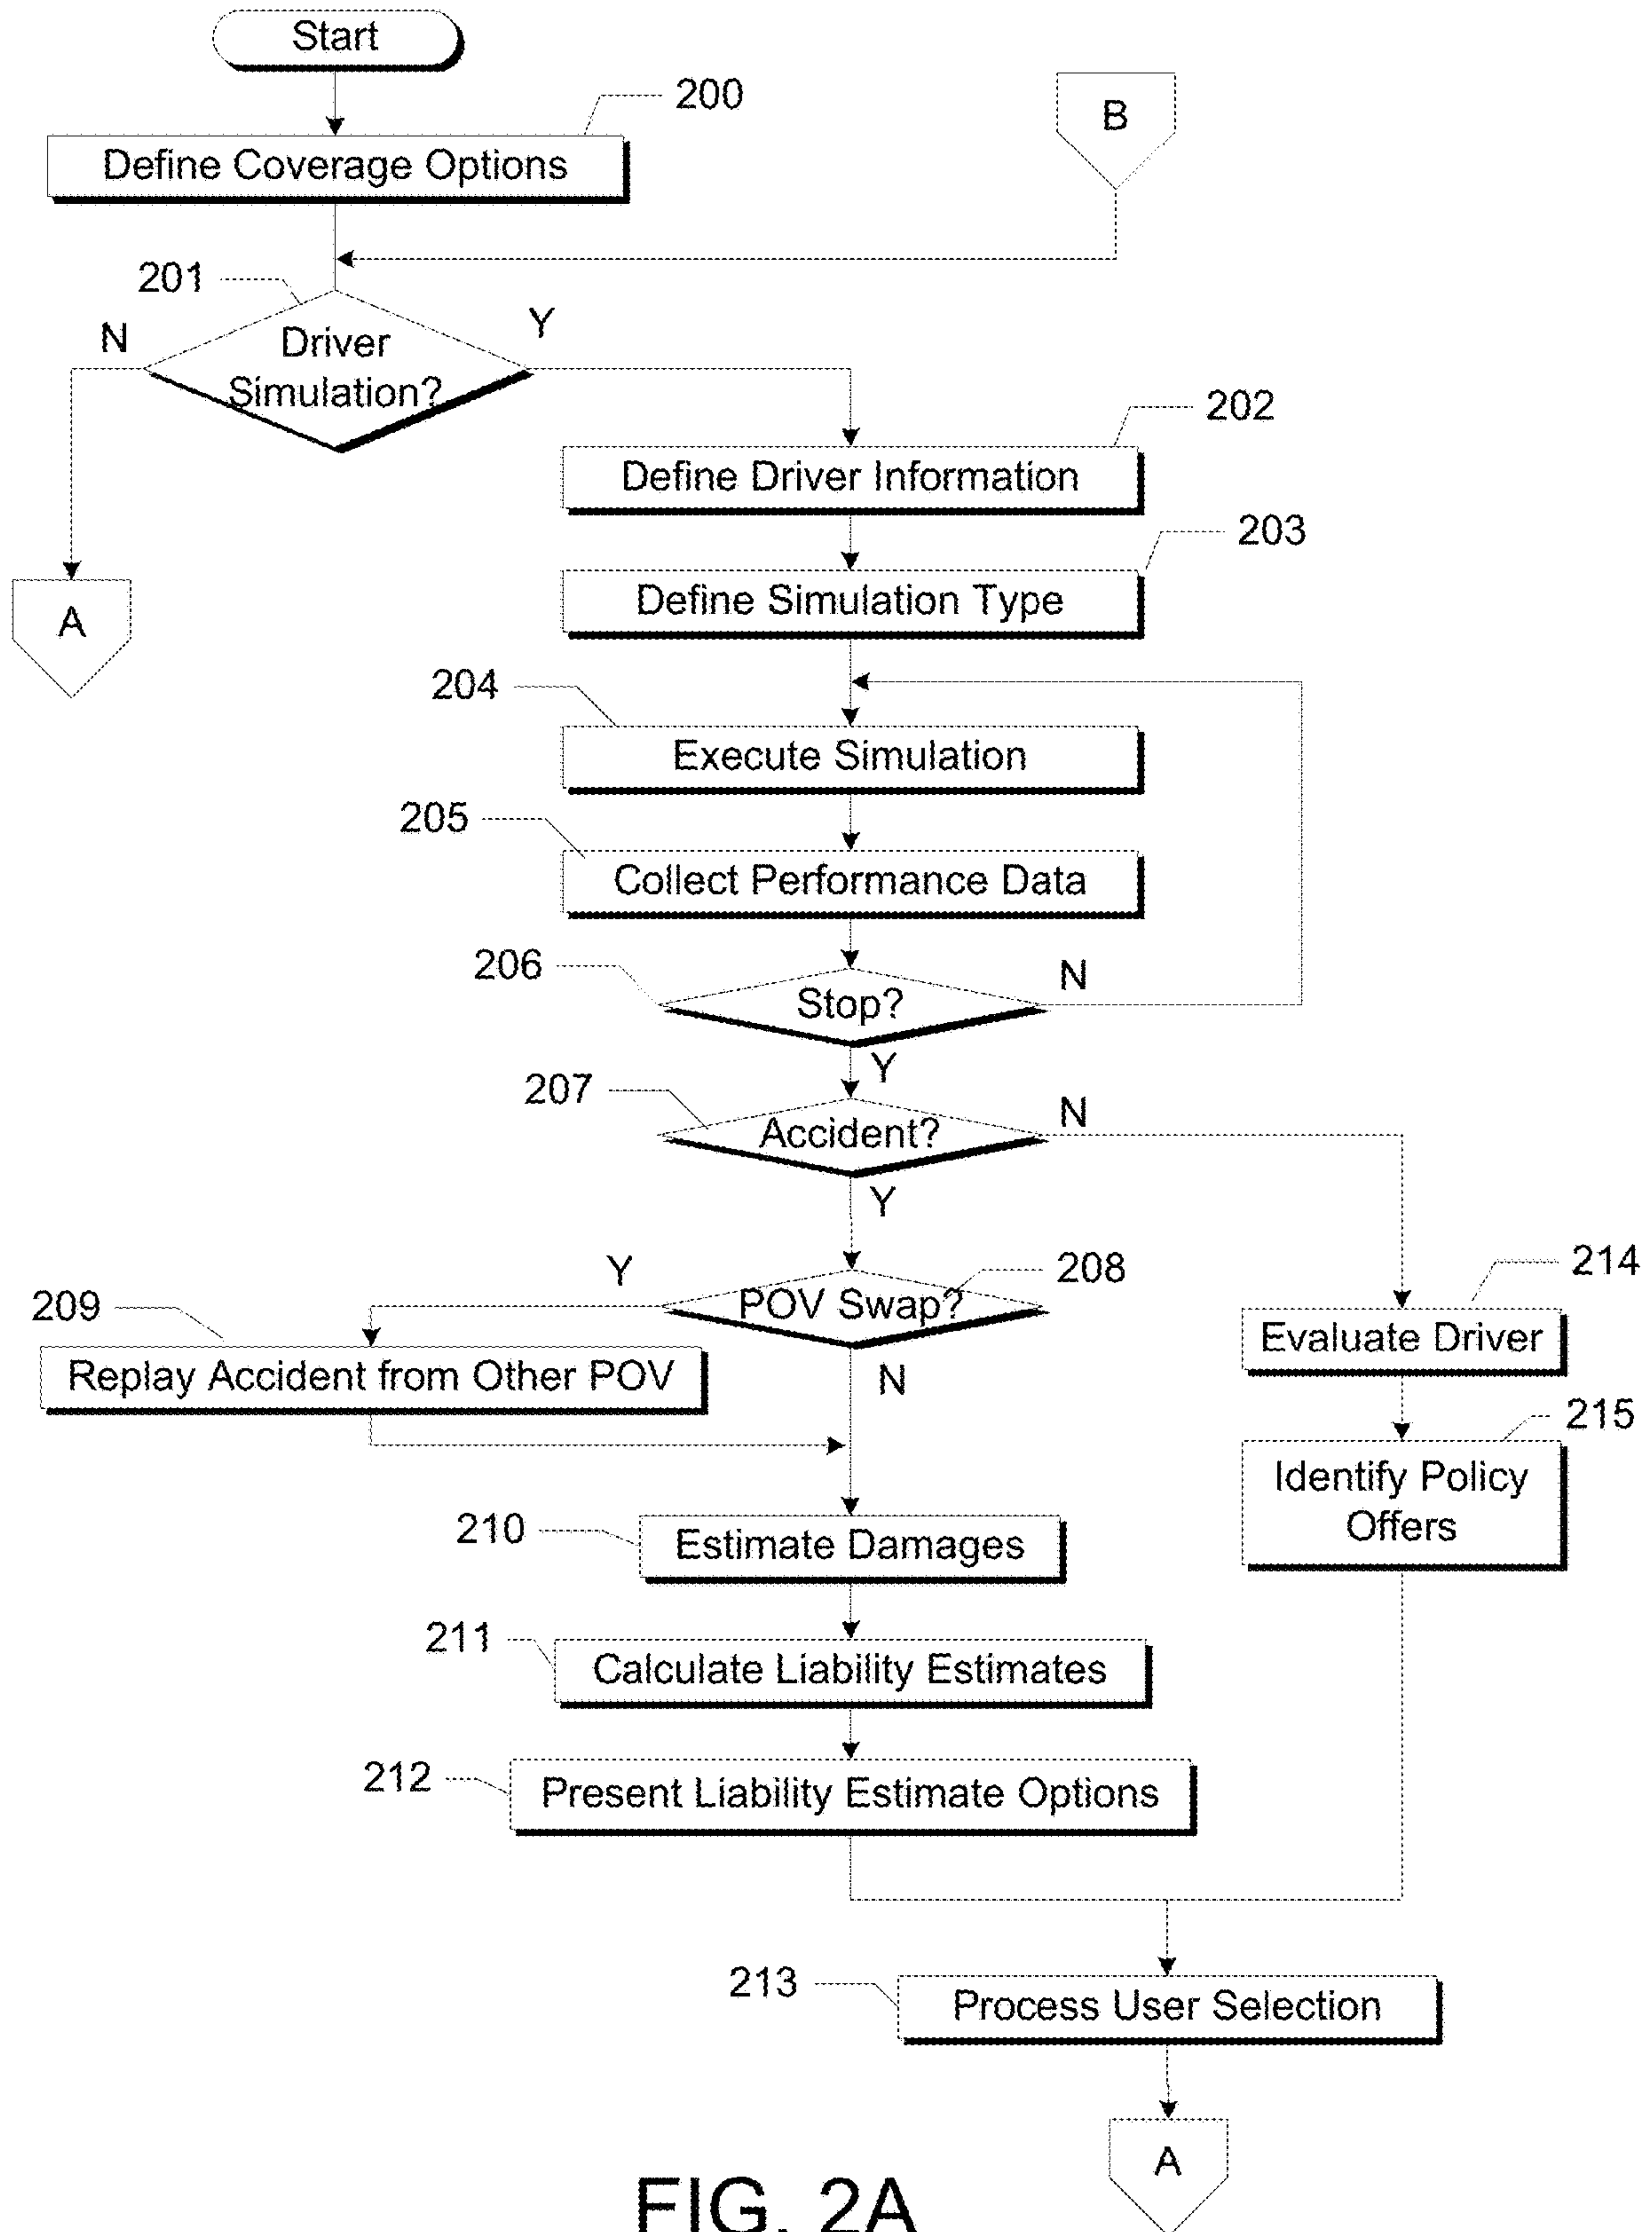 Start
200
Define Coverage Options
B
201
N
Y
Driver
Simulation?
202
Define Driver Information
203
Define Simulation Type
A
204
Execute Simulation
205
Collect Performance Data
206
N
Stop?
Y
207
N
Accident?
Y
Y
208
POV Swap?
214
209
Evaluate Driver
Replay Accident from Other POV
N
215
Identify Policy
Offers
210
Estimate Damages
211
Calculate Liability Estimates
212
Present Liability Estimate Options
213
Process User Selection
A
FIG. 2A